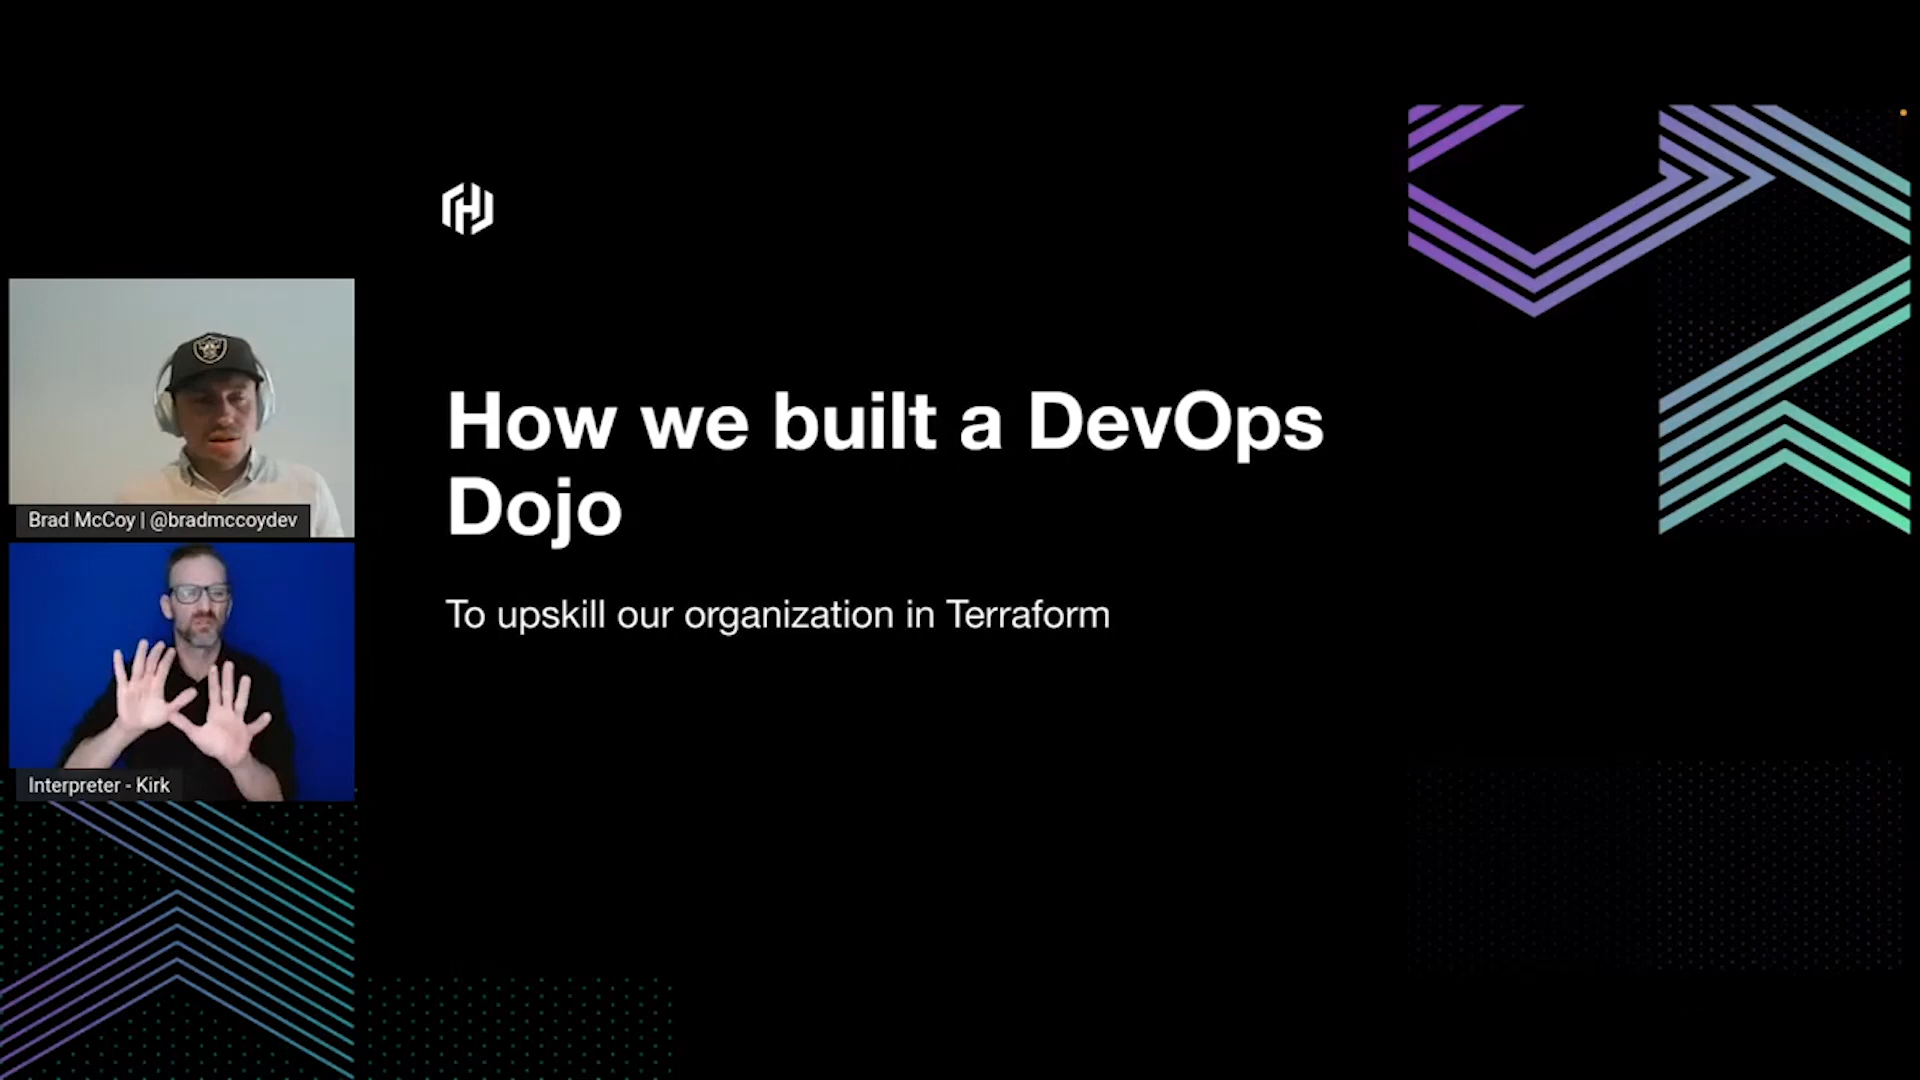 How we built a DevOps
Dojo
To upskill our organization in Terraform
Brad McCoy | @bradmccoydev
Interpreter - Kirk